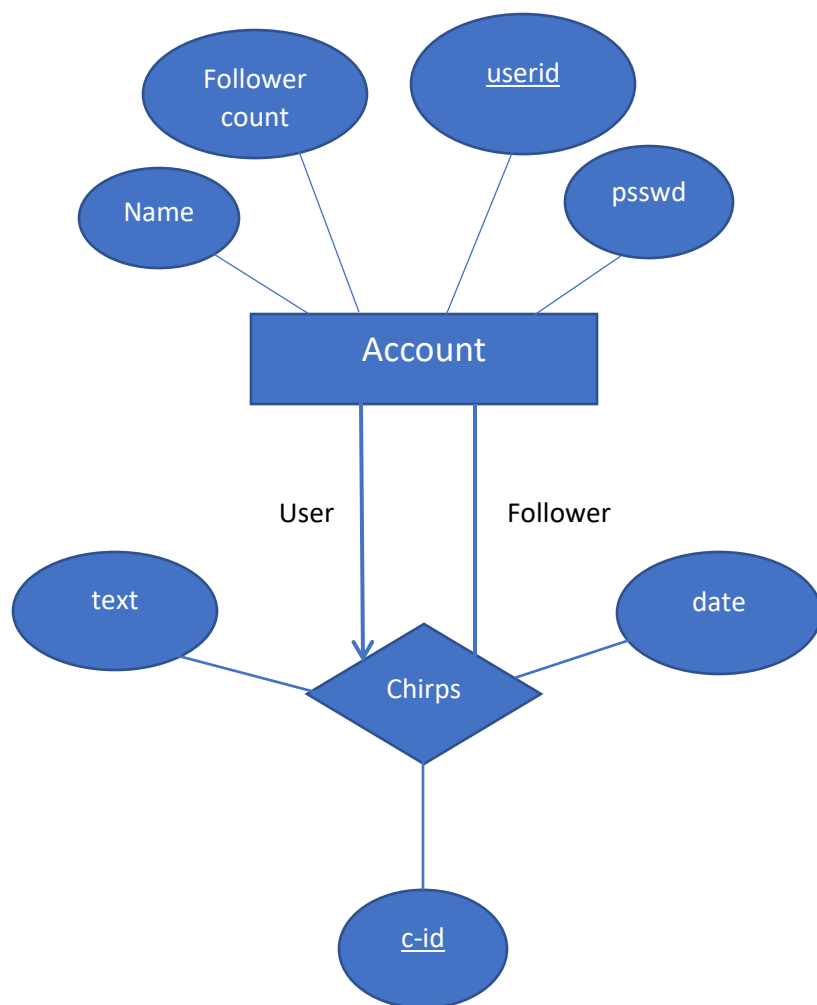 Follower
count
userid
Name
psswd
Account
User
Follower
text
date
Chirps
c-id